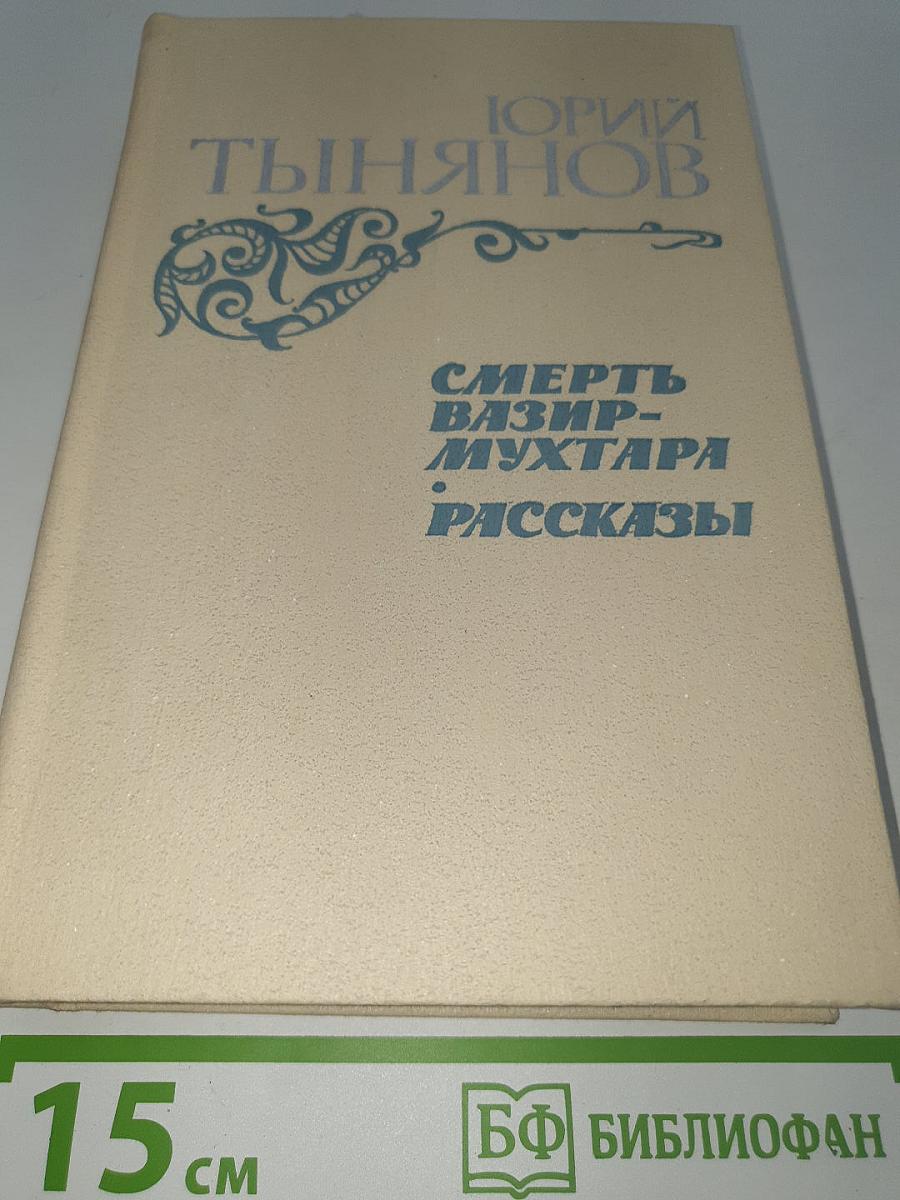 ЮРИЙ
ТЫНЯНОВ
СМЕРТЬ
ВАЗИР-
МУХТАРА
•
РАССКАЗЫ
15 см
БФ БИБЛИОФАН